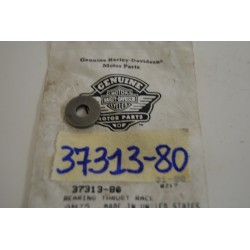 Genuine Harley-Davidson
Motor Parts
GENUINE
HARLEY-DAVIDSON
MOTOR PARTS
37313-80
37313-80
BEARING THRUST RACE
MADE IN UNITED STATES